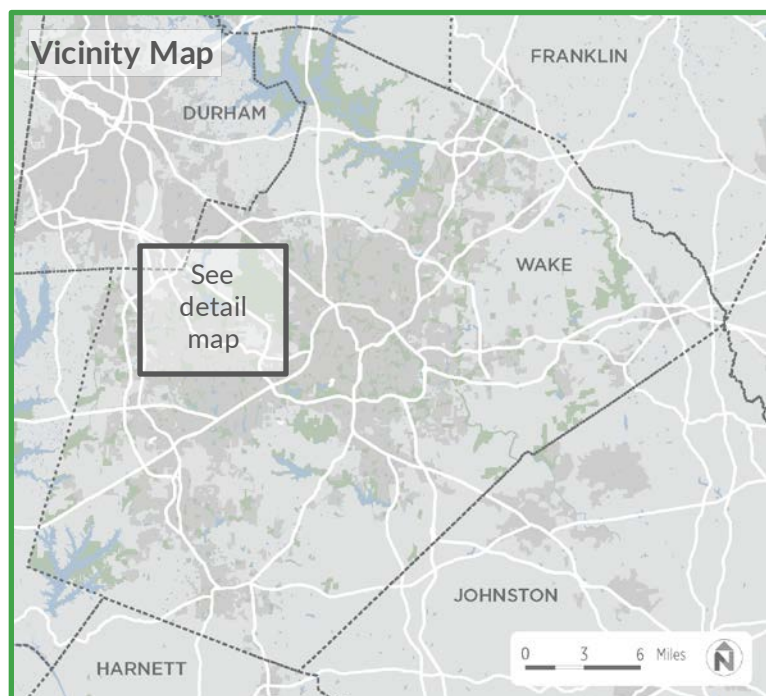 Vicinity Map
FRANKLIN
DURHAM
WAKE
See
detail
map
JOHNSTON
HARNETT
0 3 6 Miles
N